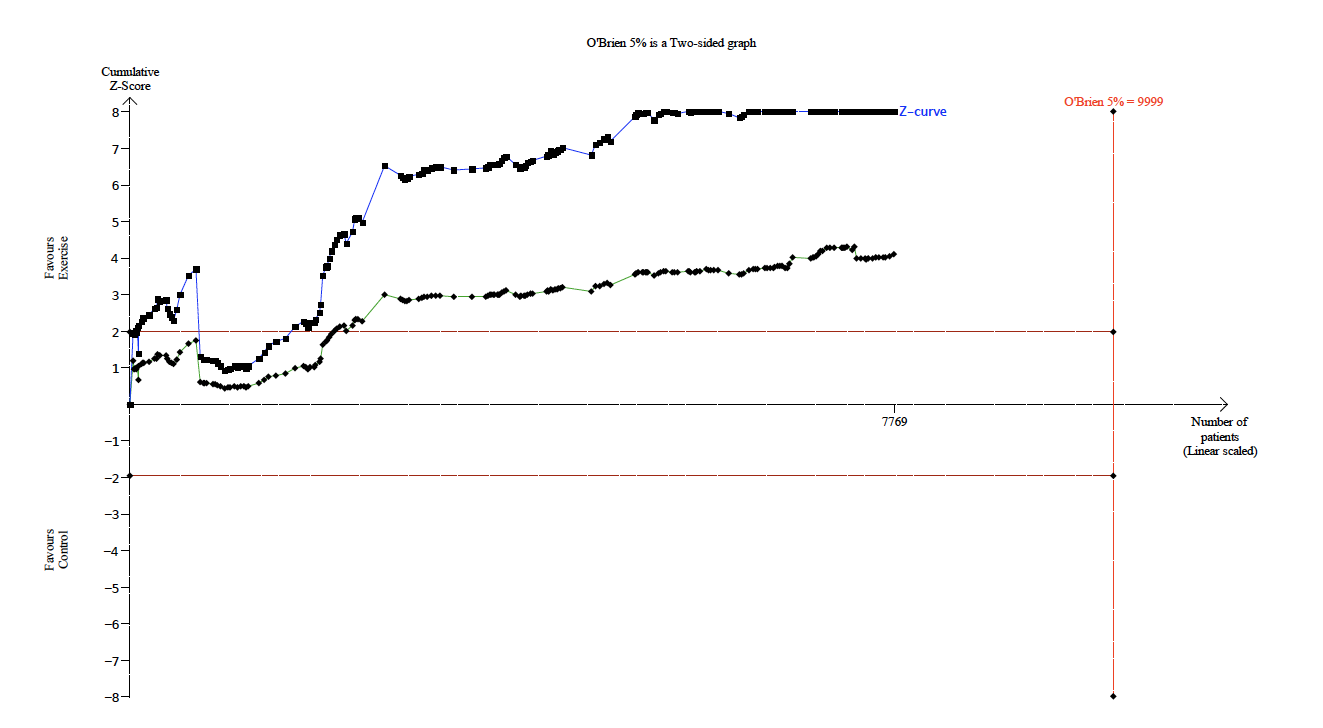 O'Brien 5% is a Two-sided graph
Cumulative
Z-Score
O'Brien 5% = 9999
8
Z-curve
7
6
5
Favours
Exercise
4
3
2
1
7769
Number of
patients
(Linear scaled)
−1
−2
−3
Favours
Control
−4
−5
−6
−7
−8